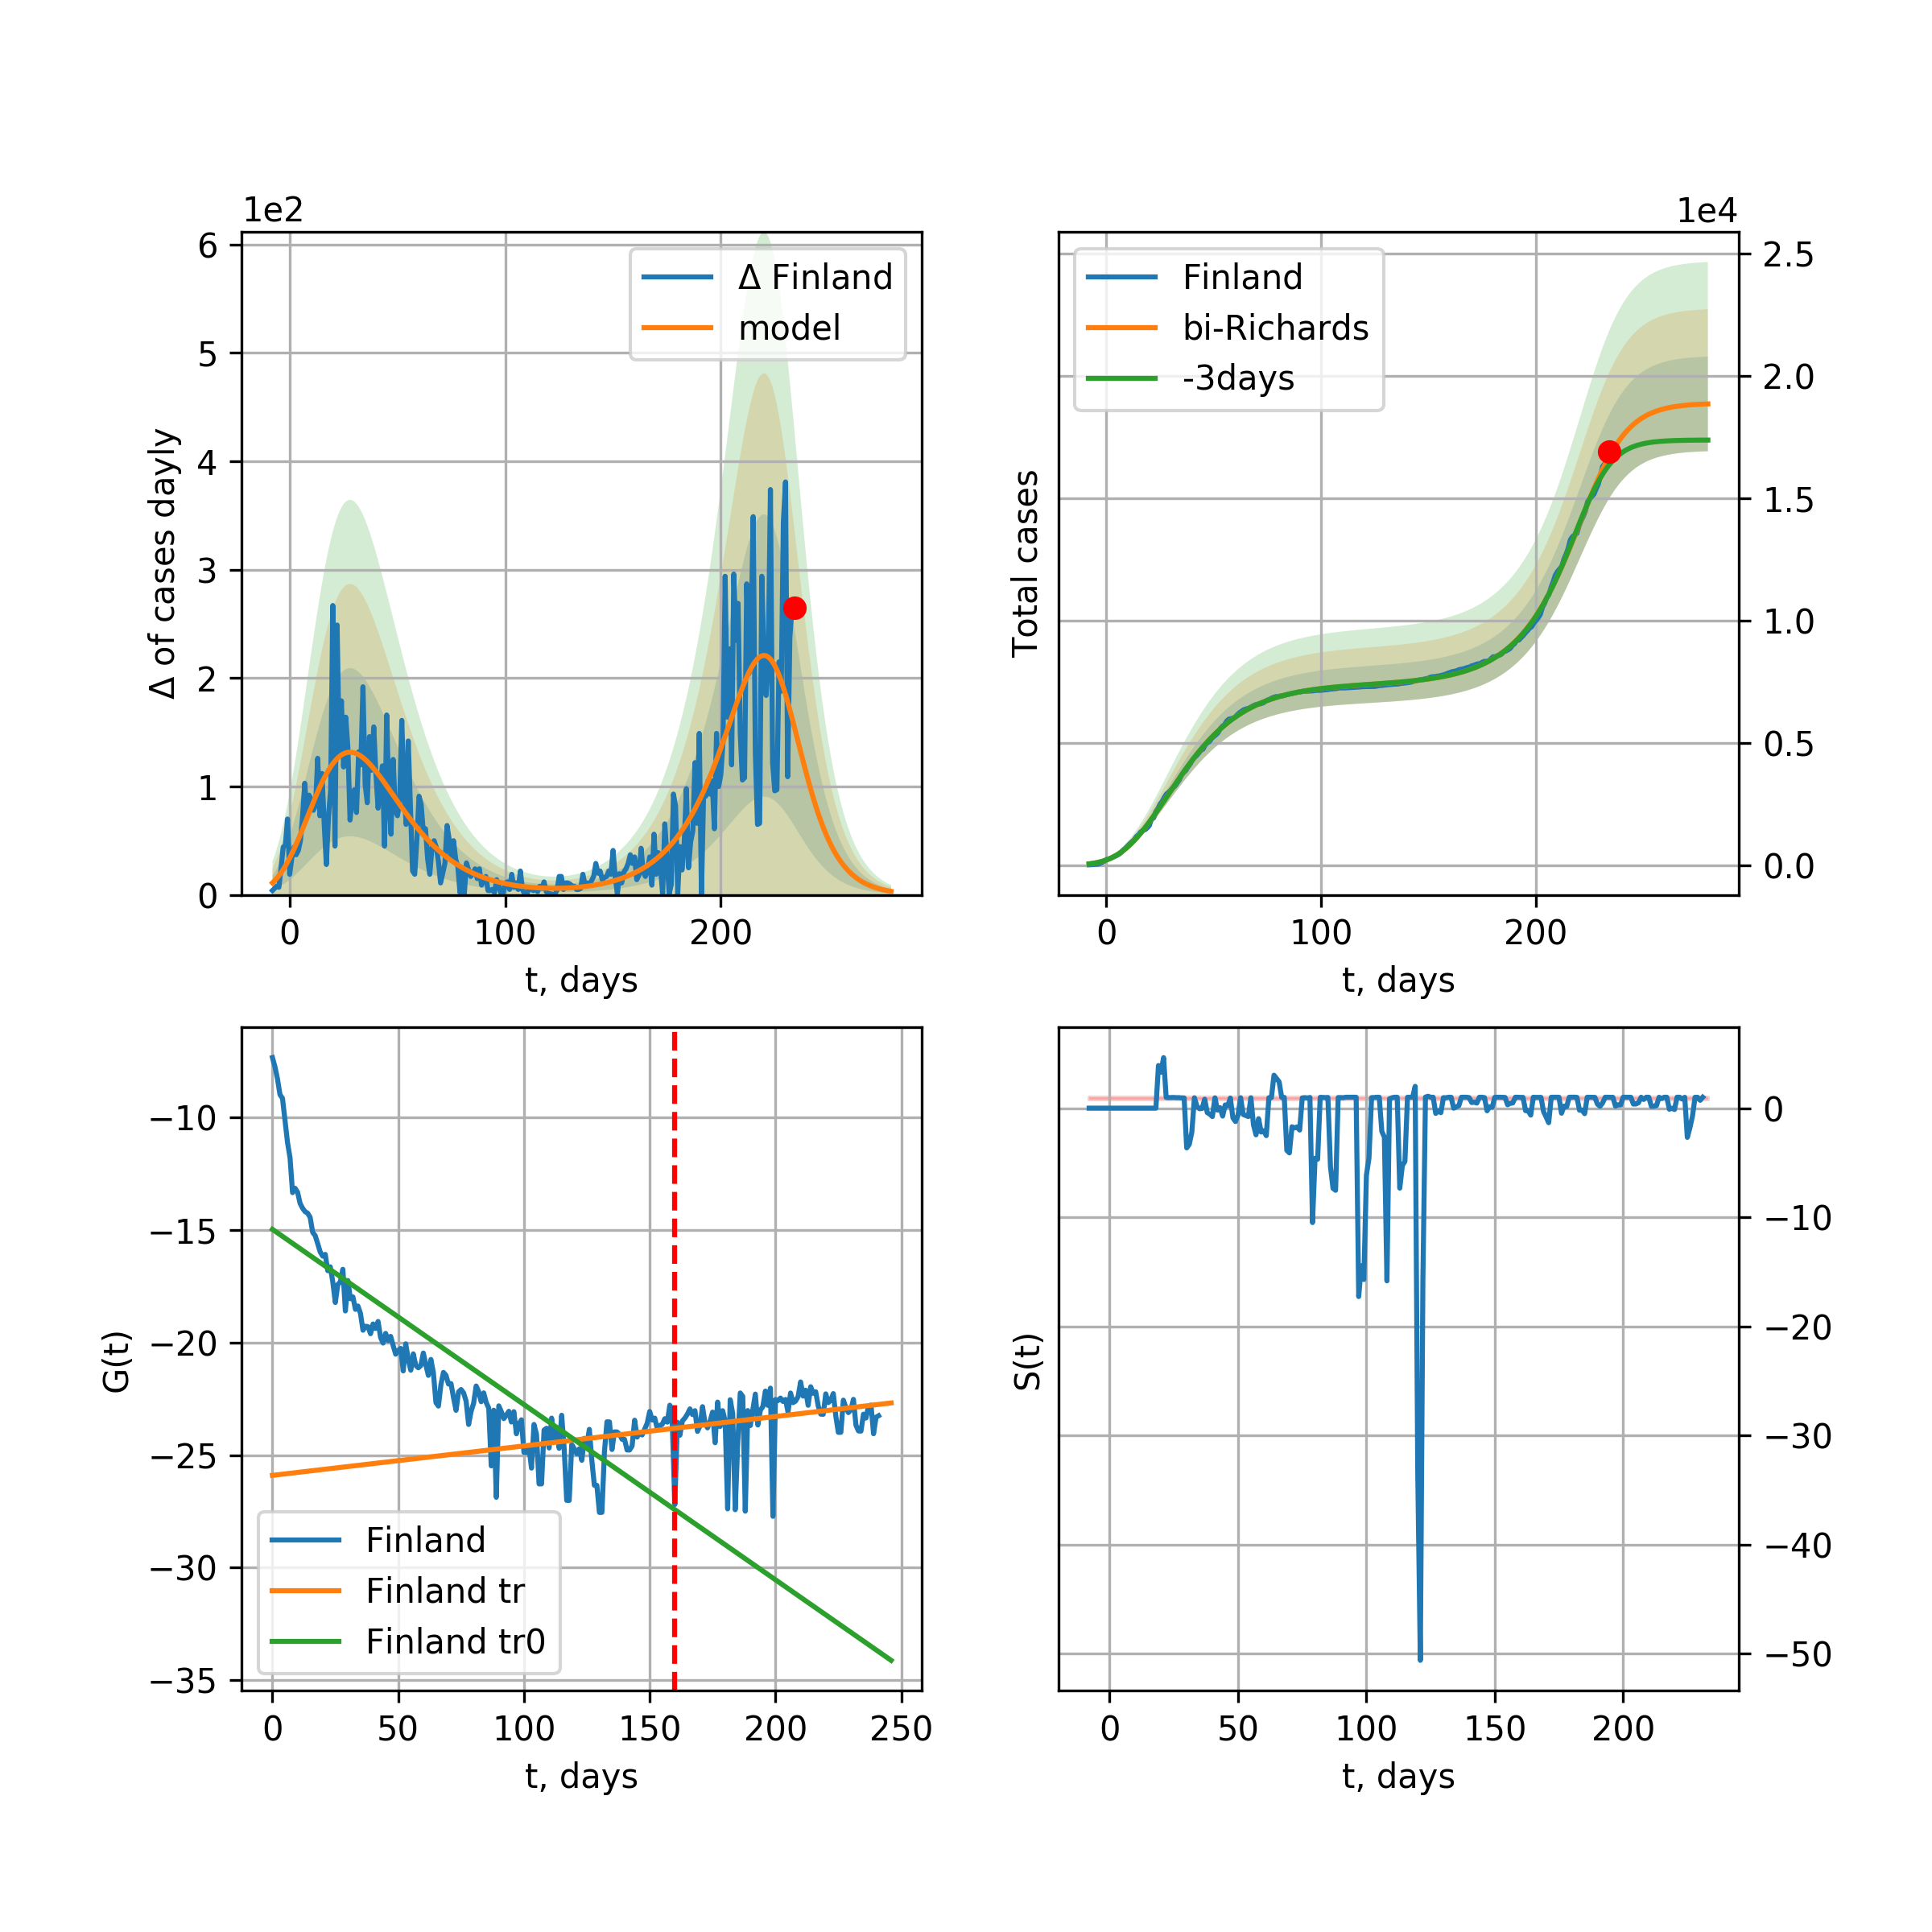 1e2
6
5
4
3
2
1
0
Δ of cases dayly
Δ Finland
model
0 100 200
t, days
1e4
2.5
2.0
1.5
1.0
0.5
0.0
Total cases
Finland
bi-Richards
-3days
0 100 200
t, days
−10
−15
−20
−25
−30
−35
G(t)
Finland
Finland tr
Finland tr0
0 50 100 150 200 250
t, days
0
−10
−20
−30
−40
−50
S(t)
0 50 100 150 200
t, days